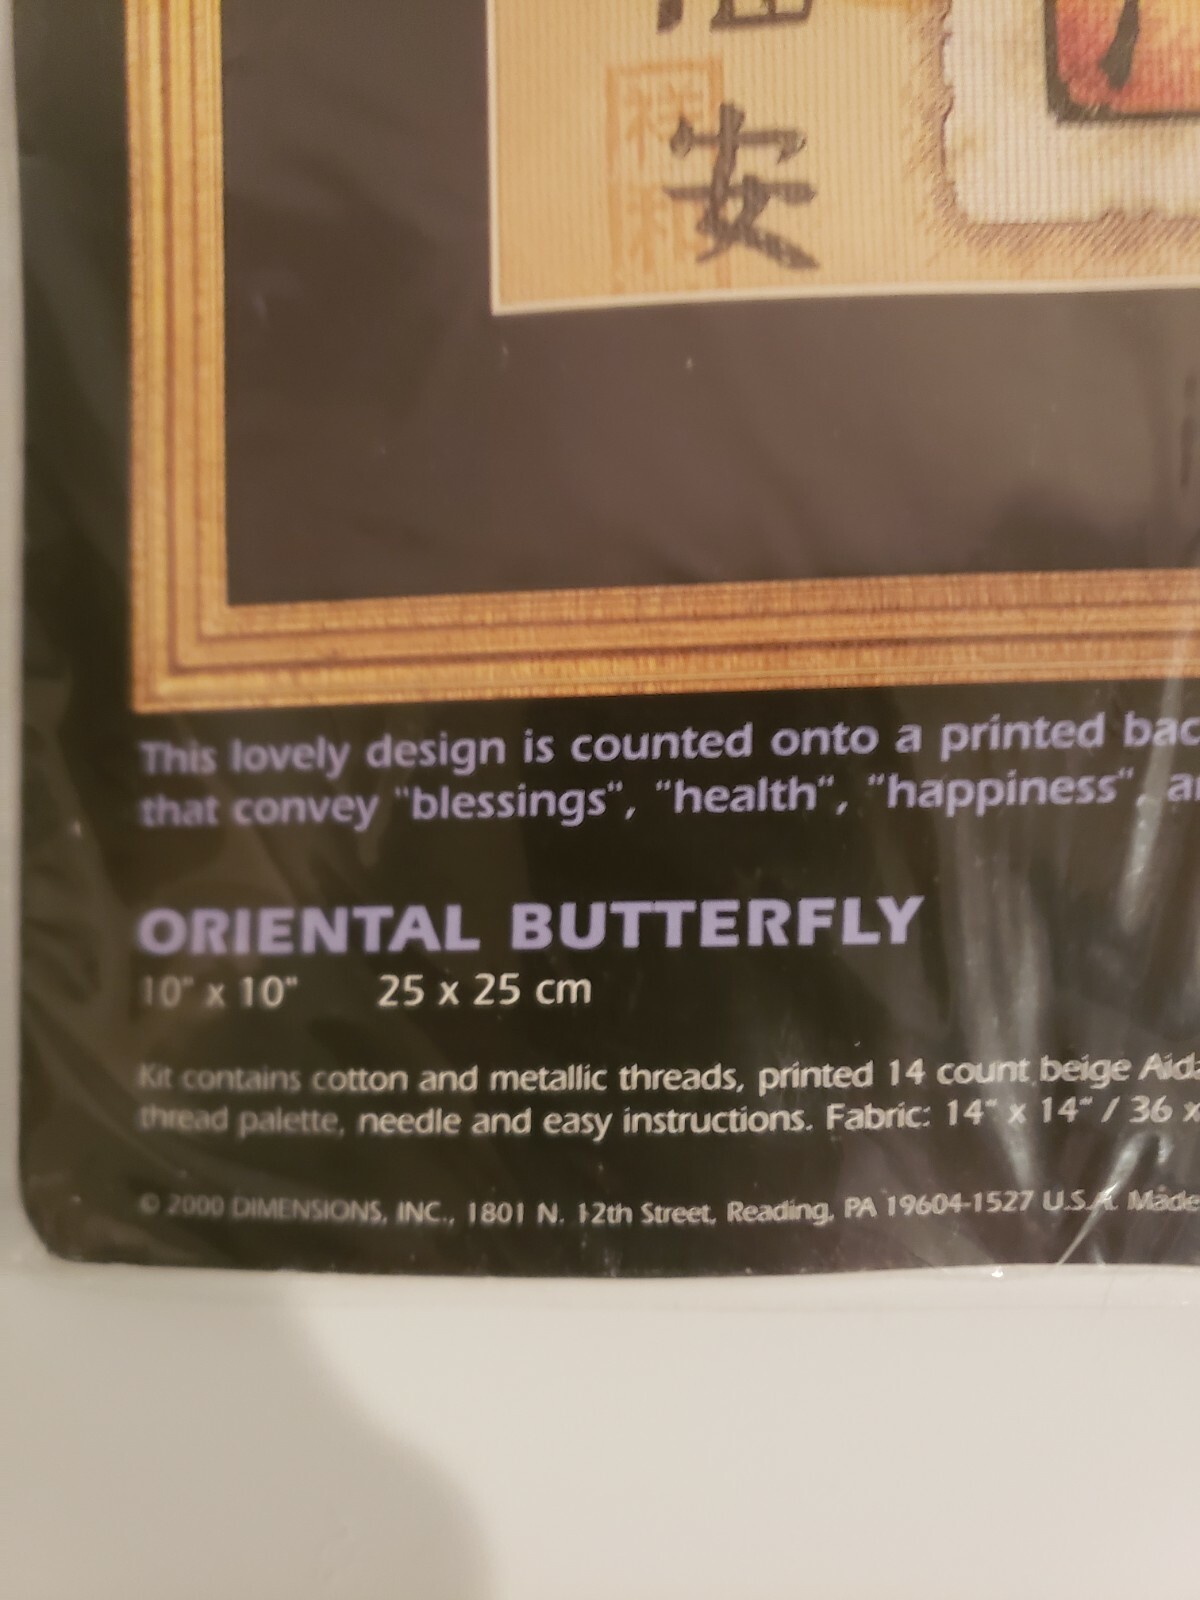 安
This lovely design is counted onto a printed
that convey "blessings", "health", "happiness",
ORIENTAL BUTTERFLY
10" x 10" 25 x 25 cm
Kit contains cotton and metallic threads, printed 14 count beige
thread palette, needle and easy instructions. Fabric: 14" x 14" / 36 x
© 2000 DIMENSIONS, INC., 1801 N. 12th Street, Reading, PA 19604-1527 U.S.A. Made